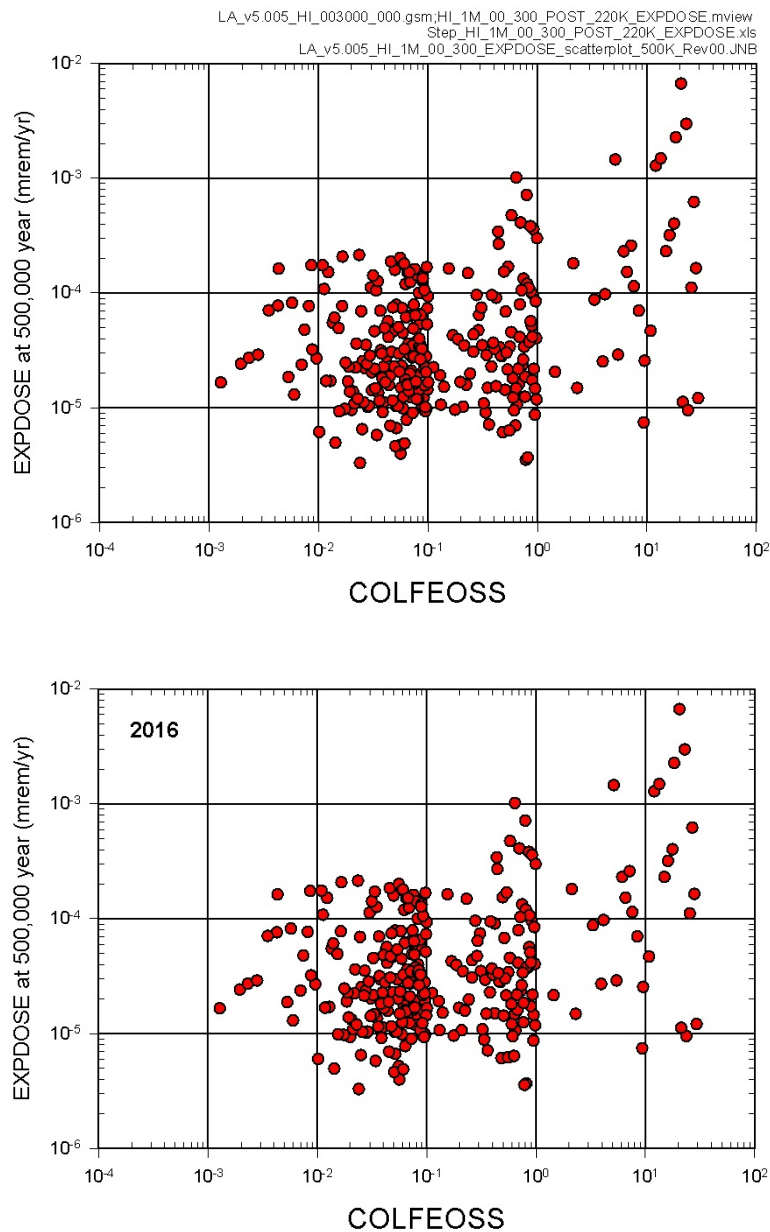 LA_v5.005_HI_003000_000.gsm;HI_1M_00_300_POST_220K_EXPDOSE.mview
Step_HI_1M_00_300_POST_220K_EXPDOSE.xls
LA_v5.005_HI_1M_00_300_EXPDOSE_scatterplot_500K_Rev00.JNB
10-2
10-3
10-4
10-5
10-6
EXPDOSE at 500,000 year (mrem/yr)
10-4 10-3 10-2 10-1 100 101 102
COLFEOSS
10-2
2016
10-3
10-4
10-5
10-6
EXPDOSE at 500,000 year (mrem/yr)
10-4 10-3 10-2 10-1 100 101 102
COLFEOSS